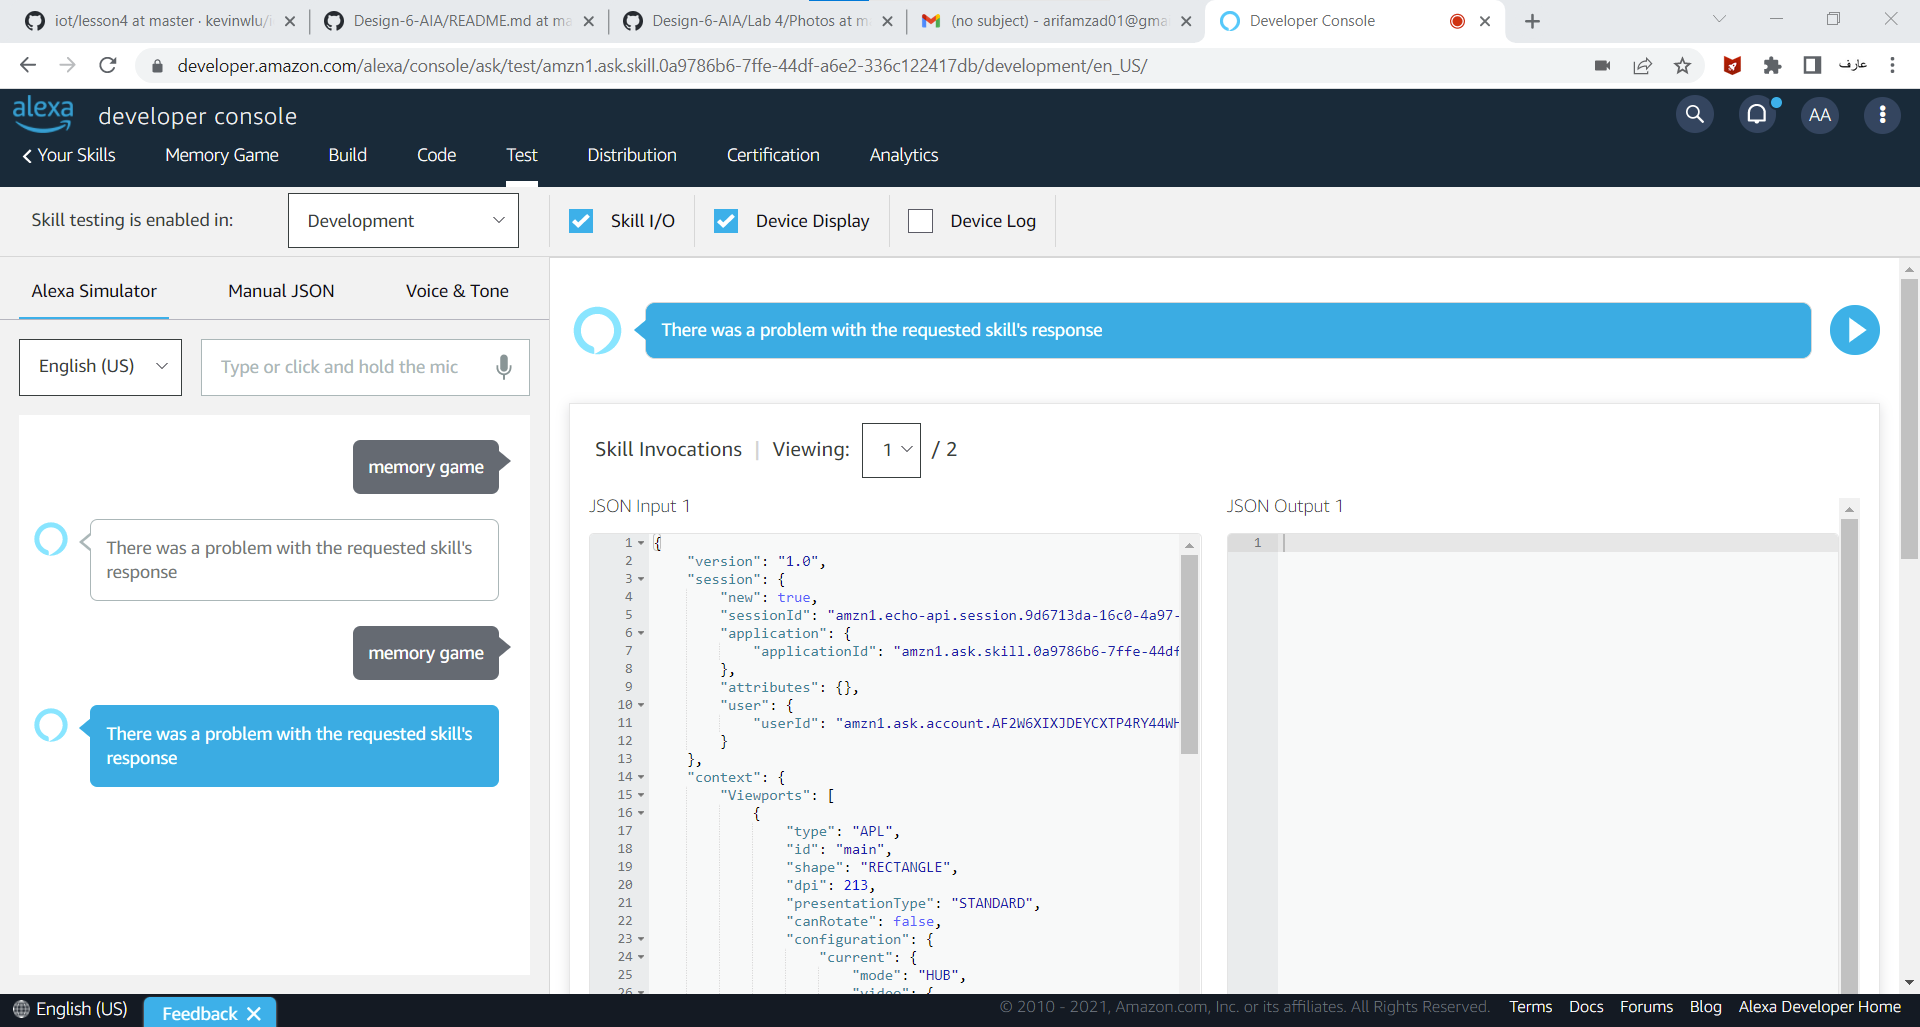 iot/lesson4 at master · kevinwlu/i
Design-6-AIA/README.md at ma
Design-6-AIA/Lab 4/Photos at m
(no subject) - arifamzad01@gma
Developer Console
developer.amazon.com/alexa/console/ask/test/amzn1.ask.skill.0a9786b6-7ffe-44df-a6e2-336c122417db/development/en_US/
عارف
alexa developer console
AA
Your Skills Memory Game Build Code Test Distribution Certification Analytics
Skill testing is enabled in: Development Skill I/O Device Display Device Log
Alexa Simulator Manual JSON Voice & Tone
English (US) Type or click and hold the mic
memory game
There was a problem with the requested skill's
response
memory game
There was a problem with the requested skill's
response
There was a problem with the requested skill's response
Skill Invocations | Viewing: 1 / 2
JSON Input 1
1 {
2 "version": "1.0",
3 "session": {
4 "new": true,
5 "sessionId": "amzn1.echo-api.session.9d6713da-16c0-4a97-
6 "application": {
7 "applicationId": "amzn1.ask.skill.0a9786b6-7ffe-44df
8 },
9 "attributes": {},
10 "user": {
11 "userId": "amzn1.ask.account.AF2W6XIXJDEYCXTP4RY44WH
12 }
13 },
14 "context": {
15 "Viewports": [
16 {
17 "type": "APL",
18 "id": "main",
19 "shape": "RECTANGLE",
20 "dpi": 213,
21 "presentationType": "STANDARD",
22 "canRotate": false,
23 "configuration": {
24 "current": {
25 "mode": "HUB",
26 "video": {
JSON Output 1
1
English (US) Feedback
© 2010 - 2021, Amazon.com, Inc. or its affiliates. All Rights Reserved. Terms Docs Forums Blog Alexa Developer Home